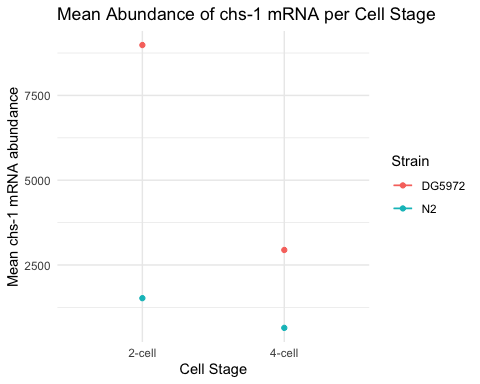 Mean Abundance of chs-1 mRNA per Cell Stage
Mean chs-1 mRNA abundance
7500
5000
2500
2-cell
4-cell
Cell Stage
Strain
DG5972
N2